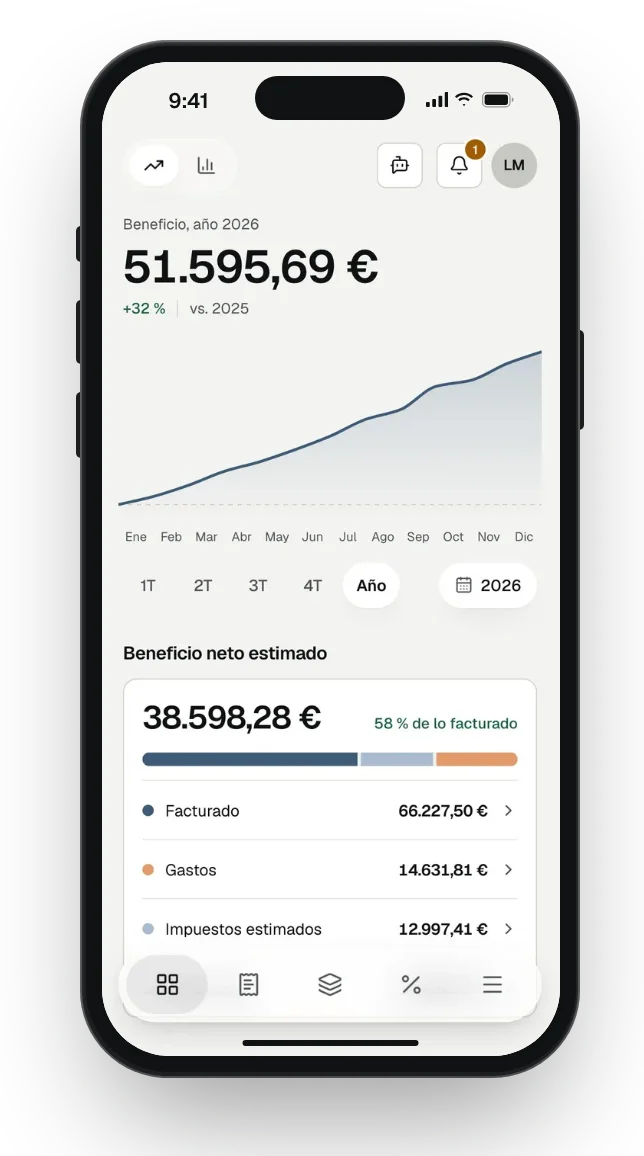 9:41
1
LM
Beneficio, año 2026
51.595,69 €
+32 % vs. 2025
Ene Feb Mar Abr May Jun Jul Ago Sep Oct Nov Dic
1T 2T 3T 4T Año 2026
Beneficio neto estimado
38.598,28 € 58 % de lo facturado
Facturado 66.227,50 €
Gastos 14.631,81 €
Impuestos estimados 12.997,41 €